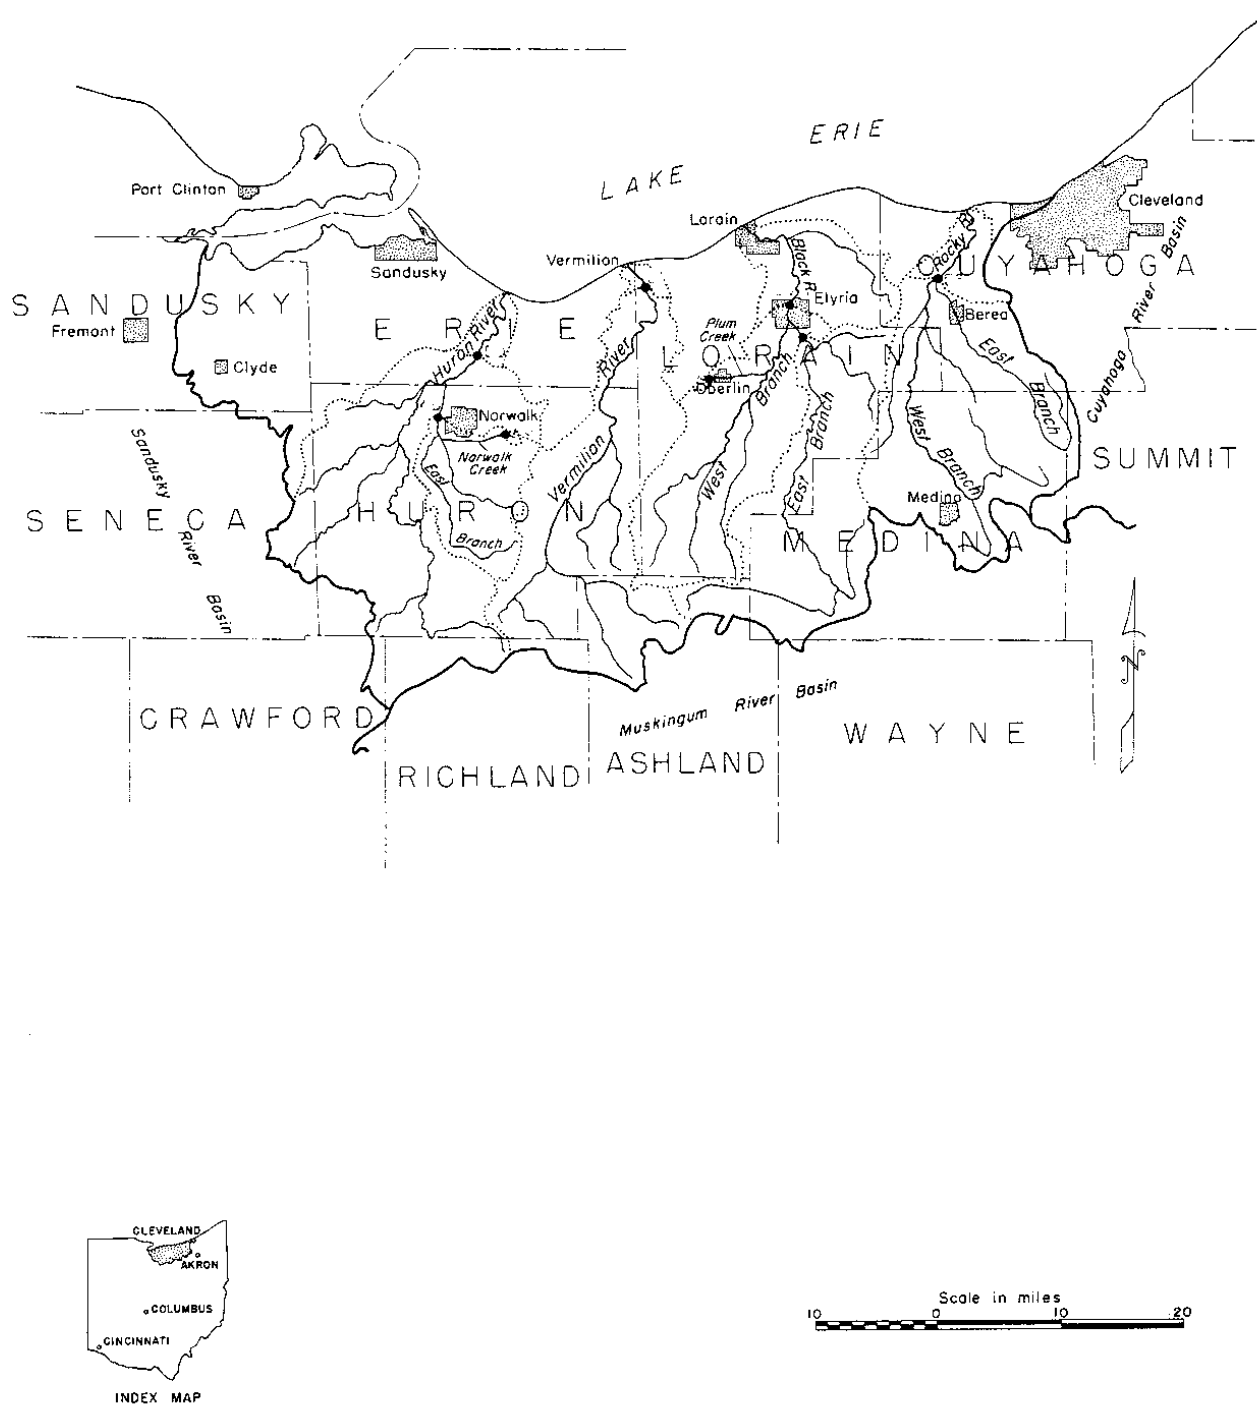 ERIE
LAKE
Port Clinton
Cleveland
Lorain
Sandusky
Vermilion
Black R.
Rocky R.
CUYAHOGA
Cuyahoga River Basin
SANDUSKY
Fremont
ERIE
Huron River
Elyria
Berea
Plum
Creek
LORAIN
Clyde
Oberlin
East Branch
Norwalk
Norwalk
Creek
Vermilion River
West Branch
East Branch
West Branch
SUMMIT
Sandusky River Basin
SENECA
HURON
East Branch
Medina
MEDINA
N
CRAWFORD
Muskingum River Basin
WAYNE
RICHLAND
ASHLAND
CLEVELAND
AKRON
COLUMBUS
CINCINNATI
INDEX MAP
Scale in miles
10 0 10 20